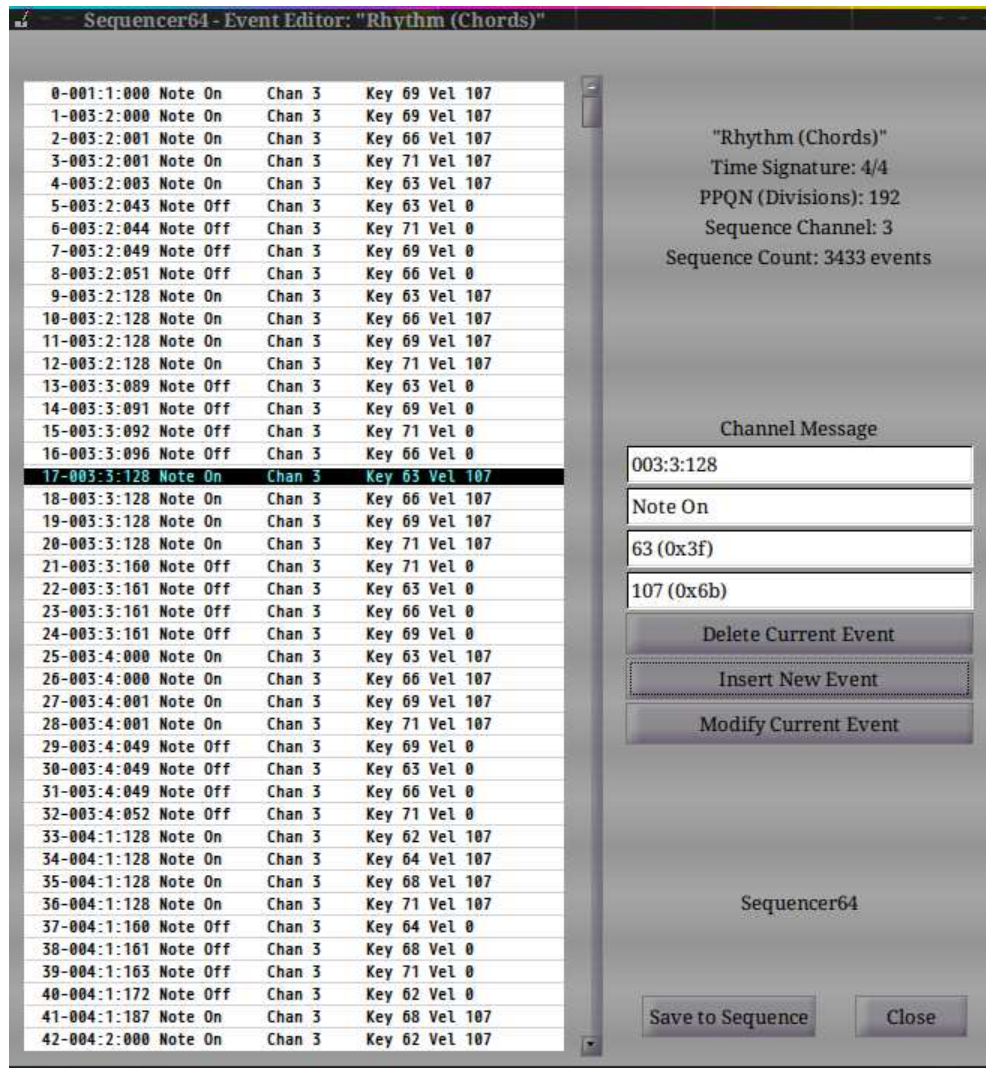 Sequencer64 - Event Editor: "Rhythm (Chords)"
0-001:1:000 Note On Chan 3 Key 69 Vel 107
1-003:2:000 Note On Chan 3 Key 69 Vel 107
2-003:2:001 Note On Chan 3 Key 66 Vel 107
3-003:2:001 Note On Chan 3 Key 71 Vel 107
4-003:2:003 Note On Chan 3 Key 63 Vel 107
5-003:2:043 Note Off Chan 3 Key 63 Vel 0
6-003:2:044 Note Off Chan 3 Key 71 Vel 0
7-003:2:049 Note Off Chan 3 Key 69 Vel 0
8-003:2:051 Note Off Chan 3 Key 66 Vel 0
9-003:2:128 Note On Chan 3 Key 63 Vel 107
10-003:2:128 Note On Chan 3 Key 66 Vel 107
11-003:2:128 Note On Chan 3 Key 69 Vel 107
12-003:2:128 Note On Chan 3 Key 71 Vel 107
13-003:3:089 Note Off Chan 3 Key 63 Vel 0
14-003:3:091 Note Off Chan 3 Key 69 Vel 0
15-003:3:092 Note Off Chan 3 Key 71 Vel 0
16-003:3:096 Note Off Chan 3 Key 66 Vel 0
17-003:3:128 Note On Chan 3 Key 63 Vel 107
18-003:3:128 Note On Chan 3 Key 66 Vel 107
19-003:3:128 Note On Chan 3 Key 69 Vel 107
20-003:3:128 Note On Chan 3 Key 71 Vel 107
21-003:3:160 Note Off Chan 3 Key 71 Vel 0
22-003:3:161 Note Off Chan 3 Key 63 Vel 0
23-003:3:161 Note Off Chan 3 Key 66 Vel 0
24-003:3:161 Note Off Chan 3 Key 69 Vel 0
25-003:4:000 Note On Chan 3 Key 63 Vel 107
26-003:4:000 Note On Chan 3 Key 66 Vel 107
27-003:4:001 Note On Chan 3 Key 69 Vel 107
28-003:4:001 Note On Chan 3 Key 71 Vel 107
29-003:4:049 Note Off Chan 3 Key 69 Vel 0
30-003:4:049 Note Off Chan 3 Key 63 Vel 0
31-003:4:049 Note Off Chan 3 Key 66 Vel 0
32-003:4:052 Note Off Chan 3 Key 71 Vel 0
33-004:1:128 Note On Chan 3 Key 62 Vel 107
34-004:1:128 Note On Chan 3 Key 64 Vel 107
35-004:1:128 Note On Chan 3 Key 68 Vel 107
36-004:1:128 Note On Chan 3 Key 71 Vel 107
37-004:1:160 Note Off Chan 3 Key 64 Vel 0
38-004:1:161 Note Off Chan 3 Key 68 Vel 0
39-004:1:163 Note Off Chan 3 Key 71 Vel 0
40-004:1:172 Note Off Chan 3 Key 62 Vel 0
41-004:1:187 Note On Chan 3 Key 68 Vel 107
42-004:2:000 Note On Chan 3 Key 62 Vel 107
"Rhythm (Chords)"
Time Signature: 4/4
PPQN (Divisions): 192
Sequence Channel: 3
Sequence Count: 3433 events
Channel Message
003:3:128
Note On
63 (0x3f)
107 (0x6b)
Delete Current Event
Insert New Event
Modify Current Event
Sequencer64
Save to Sequence
Close